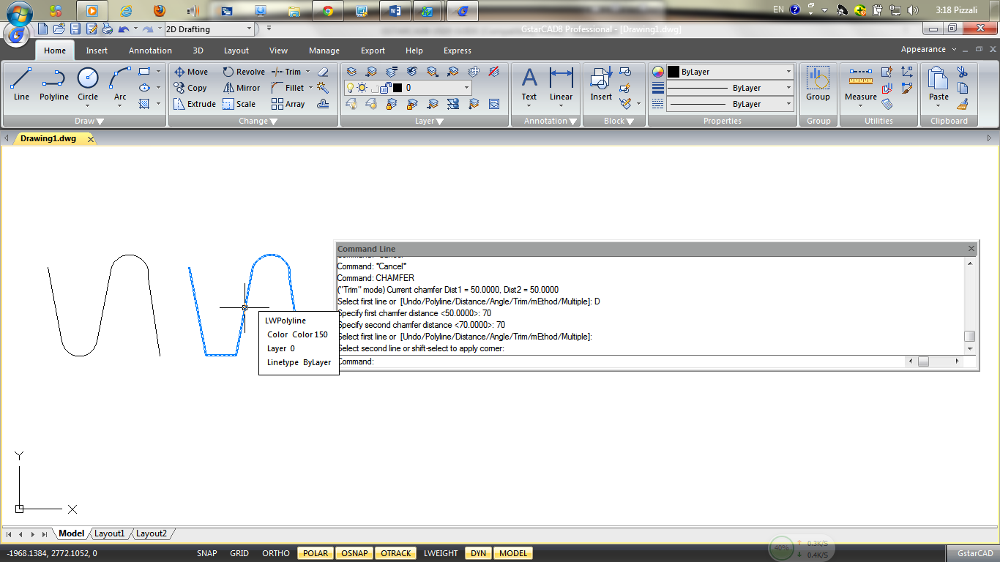 EN
3:18 Pizzali
2D Drafting
GstarCAD8 Professional - [Drawing1.dwg]
Home Insert Annotation 3D Layout View Manage Export Help Express
Appearance
Line Polyline Circle Arc
Draw
Move Revolve Trim
Copy Mirror Fillet
Extrude Scale Array
Change
0
Layer
Text Linear
Annotation
Insert
Block
ByLayer
ByLayer
ByLayer
Properties
Group
Group
Measure
Utilities
Paste
Clipboard
Drawing1.dwg
Command Line
Command: *Cancel*
Command: CHAMFER
("Trim" mode) Current chamfer Dist1 = 50.0000, Dist2 = 50.0000
Select first line or [Undo/Polyline/Distance/Angle/Trim/mEthod/Multiple]: D
Specify first chamfer distance <50.0000>: 70
Specify second chamfer distance <70.0000>: 70
Select first line or [Undo/Polyline/Distance/Angle/Trim/mEthod/Multiple]:
Select second line or shift-select to apply corner:
Command:
LWPolyline
Color Color 150
Layer 0
Linetype ByLayer
Y
X
Model Layout1 Layout2
-1968.1384, 2772.1052, 0
SNAP GRID ORTHO POLAR OSNAP OTRACK LWEIGHT DYN MODEL
40%
0.3K/S
0.4K/S
GstarCAD